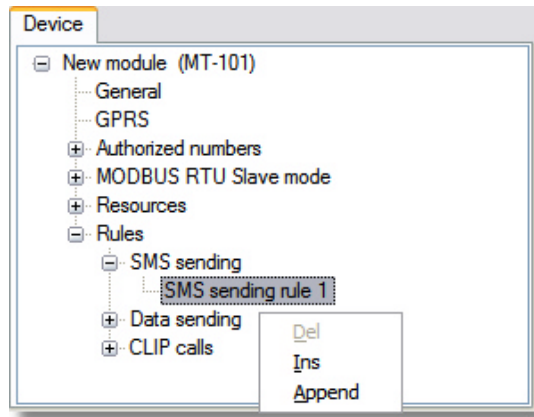 Device
New module (MT-101)
General
GPRS
Authorized numbers
MODBUS RTU Slave mode
Resources
Rules
SMS sending
SMS sending rule 1
Data sending
CLIP calls
Del
Ins
Append